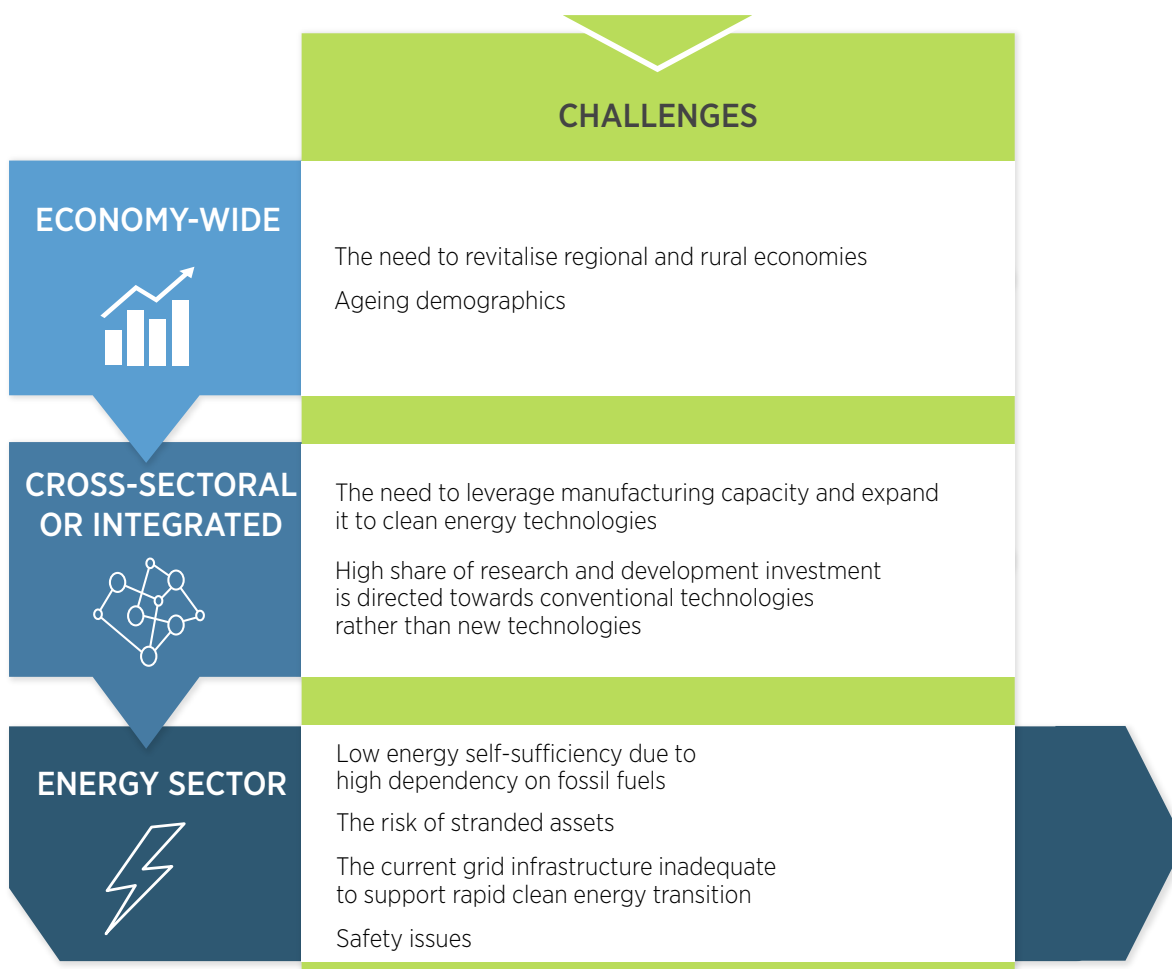 CHALLENGES
ECONOMY-WIDE
The need to revitalise regional and rural economies
Ageing demographics
CROSS-SECTORAL
OR INTEGRATED
The need to leverage manufacturing capacity and expand
it to clean energy technologies
High share of research and development investment
is directed towards conventional technologies
rather than new technologies
ENERGY SECTOR
Low energy self-sufficiency due to
high dependency on fossil fuels
The risk of stranded assets
The current grid infrastructure inadequate
to support rapid clean energy transition
Safety issues